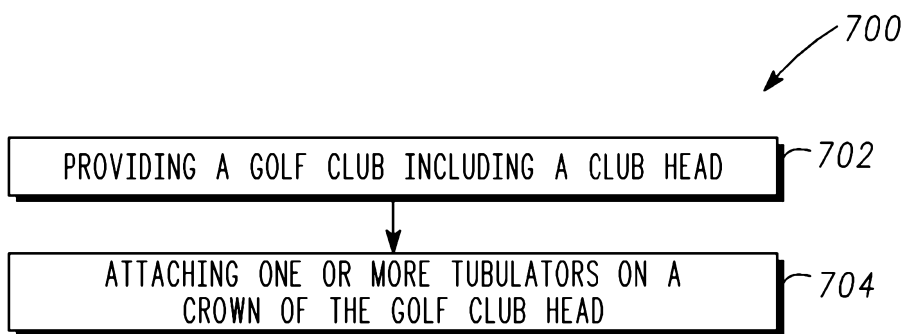 700
PROVIDING A GOLF CLUB INCLUDING A CLUB HEAD
702
ATTACHING ONE OR MORE TUBULATORS ON A
CROWN OF THE GOLF CLUB HEAD
704